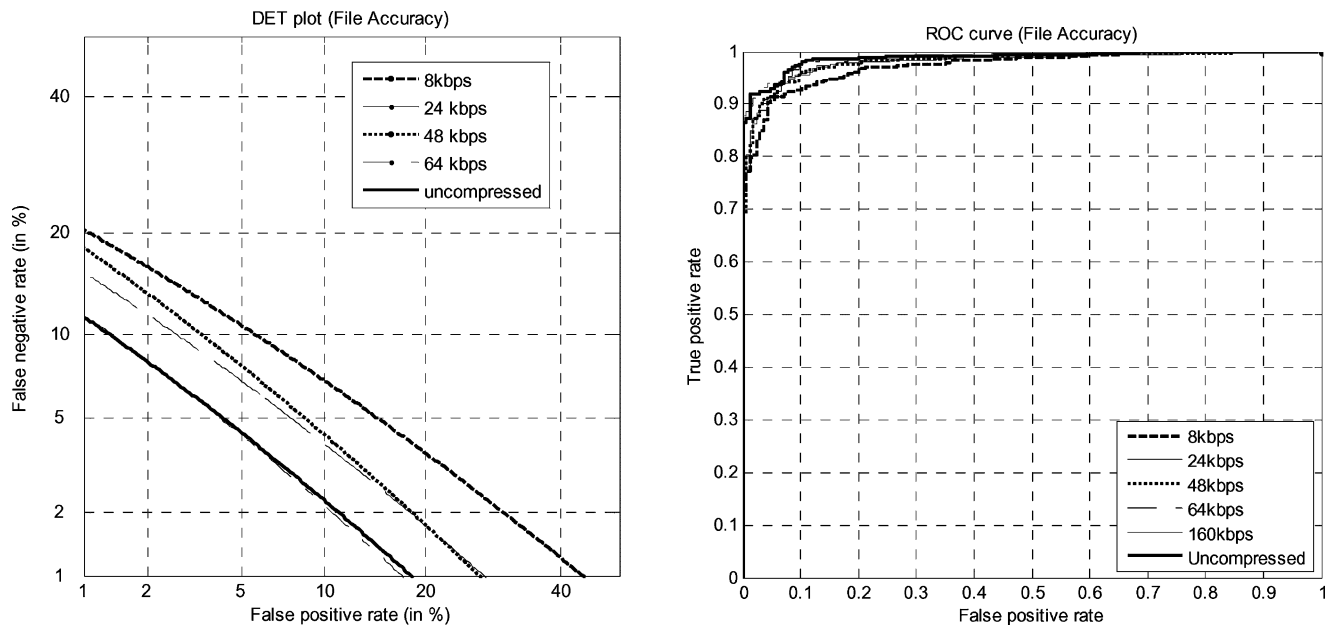 DET plot (File Accuracy)
40
20
10
5
2
1
1 2 5 10 20 40
False negative rate (in %)
False positive rate (in %)
8kbps
24 kbps
48 kbps
64 kbps
uncompressed
ROC curve (File Accuracy)
1
0.9
0.8
0.7
0.6
0.5
0.4
0.3
0.2
0.1
0
0 0.1 0.2 0.3 0.4 0.5 0.6 0.7 0.8 0.9 1
True positive rate
False positive rate
8kbps
24kbps
48kbps
64kbps
160kbps
Uncompressed